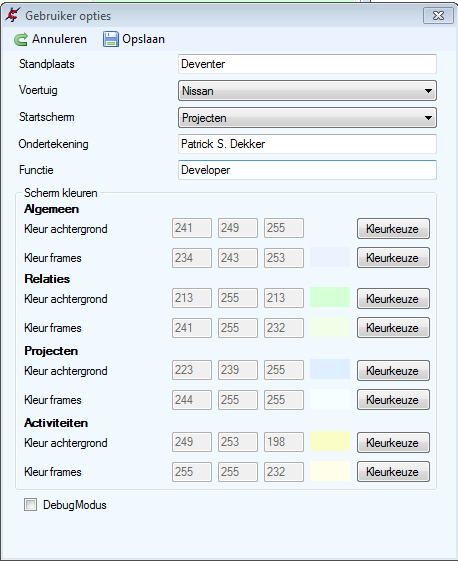 Gebruiker opties
Annuleren Opslaan
Standplaats Deventer
Voertuig Nissan
Startscherm Projecten
Ondertekening Patrick S. Dekker
Functie Developer
Scherm kleuren
Algemeen
Kleur achtergrond 241 249 255 Kleurkeuze
Kleur frames 234 243 253 Kleurkeuze
Relaties
Kleur achtergrond 213 255 213 Kleurkeuze
Kleur frames 241 255 232 Kleurkeuze
Projecten
Kleur achtergrond 223 239 255 Kleurkeuze
Kleur frames 244 255 255 Kleurkeuze
Activiteiten
Kleur achtergrond 249 253 198 Kleurkeuze
Kleur frames 255 255 232 Kleurkeuze
DebugModus